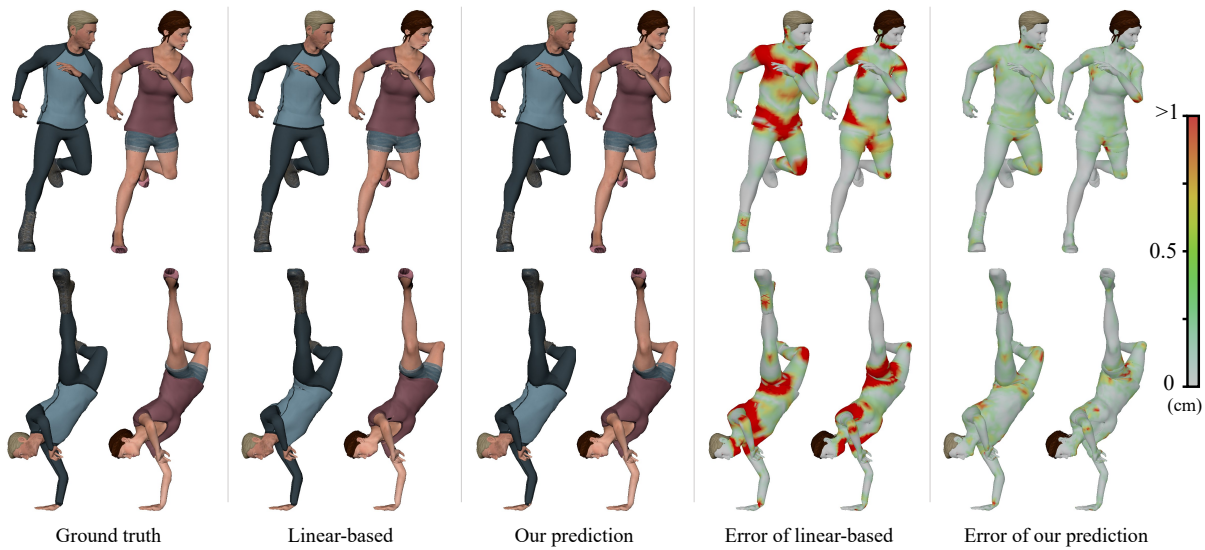 >1
0.5
0
(cm)
Ground truth
Linear-based
Our prediction
Error of linear-based
Error of our prediction